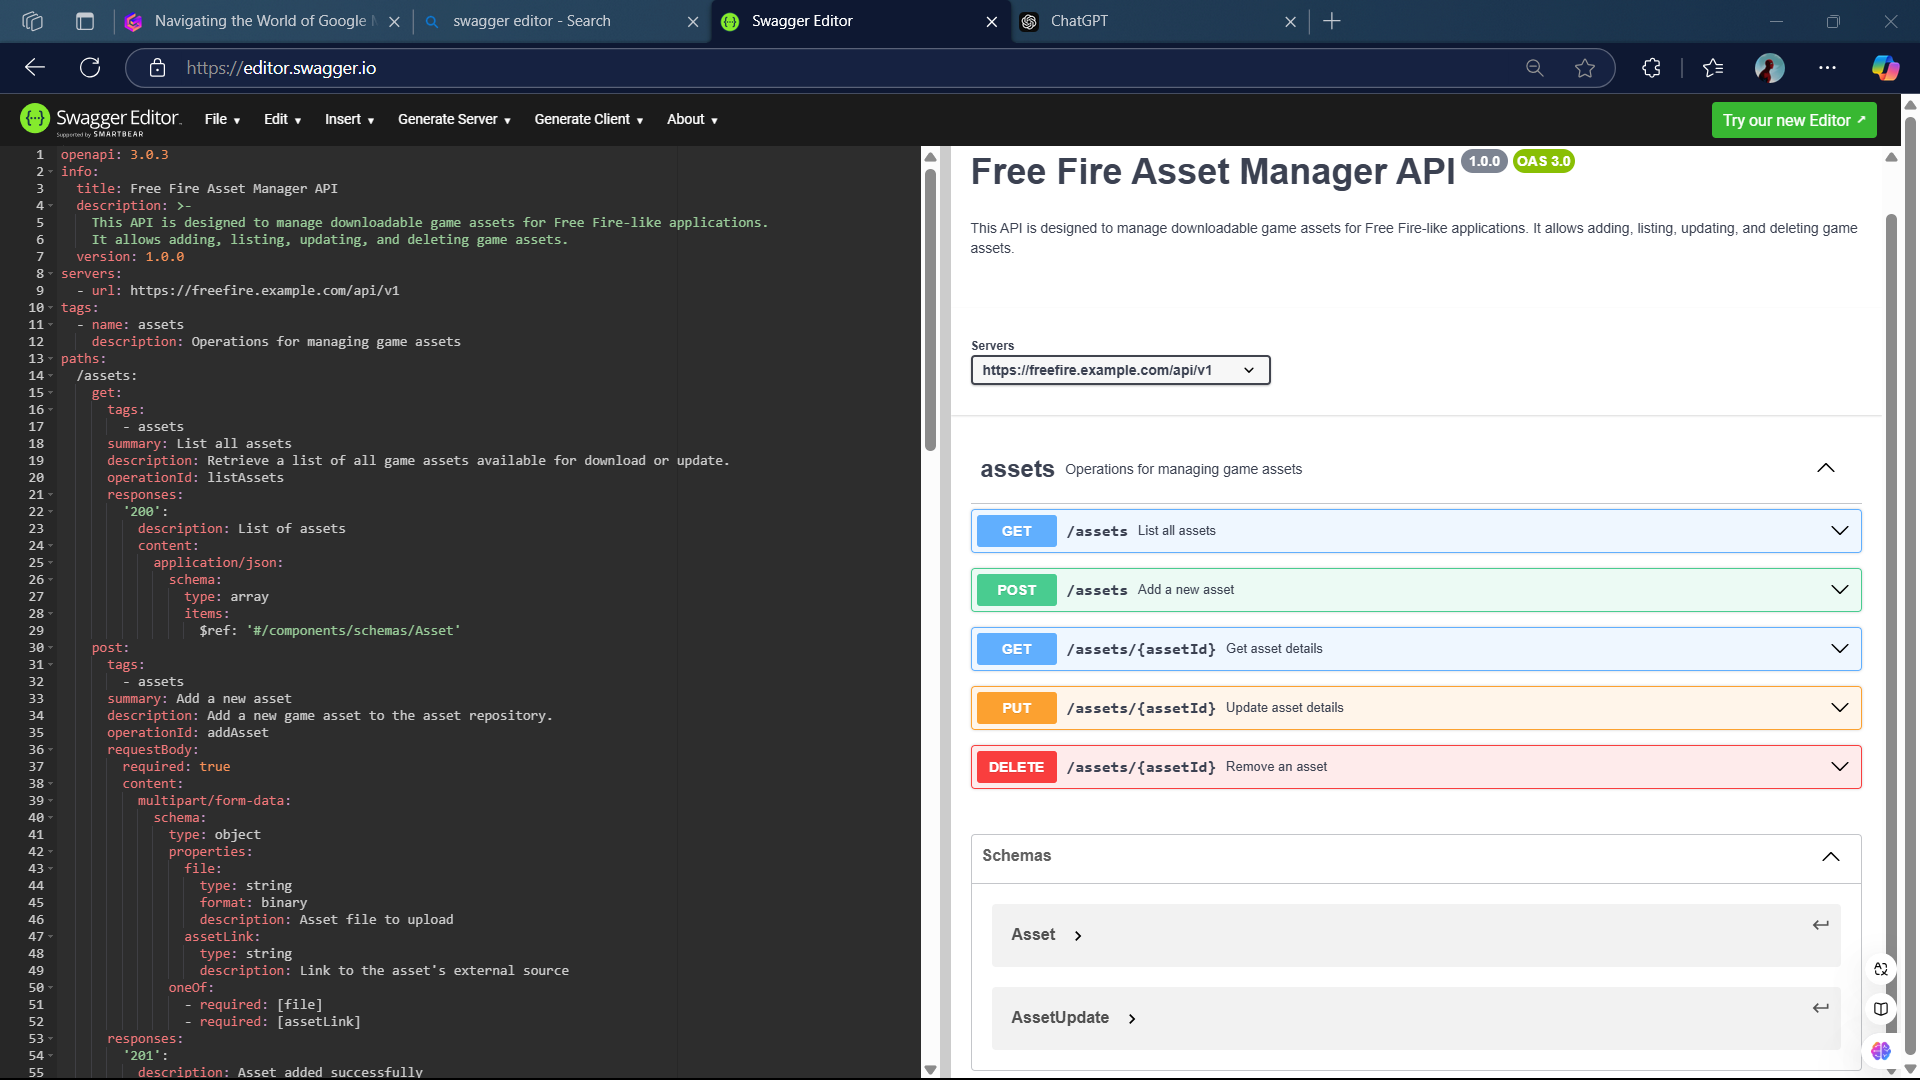 Navigating the World of Google
swagger editor - Search
Swagger Editor
ChatGPT
https://editor.swagger.io
Swagger Editor
Supported by SMARTBEAR
File
Edit
Insert
Generate Server
Generate Client
About
Try our new Editor
1 openapi: 3.0.3
2 info:
3 title: Free Fire Asset Manager API
4 description: >-
5 This API is designed to manage downloadable game assets for Free Fire-like applications.
6 It allows adding, listing, updating, and deleting game assets.
7 version: 1.0.0
8 servers:
9 - url: https://freefire.example.com/api/v1
10 tags:
11 - name: assets
12 description: Operations for managing game assets
13 paths:
14 /assets:
15 get:
16 tags:
17 - assets
18 summary: List all assets
19 description: Retrieve a list of all game assets available for download or update.
20 operationId: listAssets
21 responses:
22 '200':
23 description: List of assets
24 content:
25 application/json:
26 schema:
27 type: array
28 items:
29 $ref: '#/components/schemas/Asset'
30 post:
31 tags:
32 - assets
33 summary: Add a new asset
34 description: Add a new game asset to the asset repository.
35 operationId: addAsset
36 requestBody:
37 required: true
38 content:
39 multipart/form-data:
40 schema:
41 type: object
42 properties:
43 file:
44 type: string
45 format: binary
46 description: Asset file to upload
47 assetLink:
48 type: string
49 description: Link to the asset's external source
50 oneOf:
51 - required: [file]
52 - required: [assetLink]
53 responses:
54 '201':
55 description: Asset added successfully
Free Fire Asset Manager API 1.0.0 OAS 3.0
This API is designed to manage downloadable game assets for Free Fire-like applications. It allows adding, listing, updating, and deleting game
assets.
Servers
https://freefire.example.com/api/v1
assets Operations for managing game assets
GET /assets List all assets
POST /assets Add a new asset
GET /assets/{assetId} Get asset details
PUT /assets/{assetId} Update asset details
DELETE /assets/{assetId} Remove an asset
Schemas
Asset
AssetUpdate